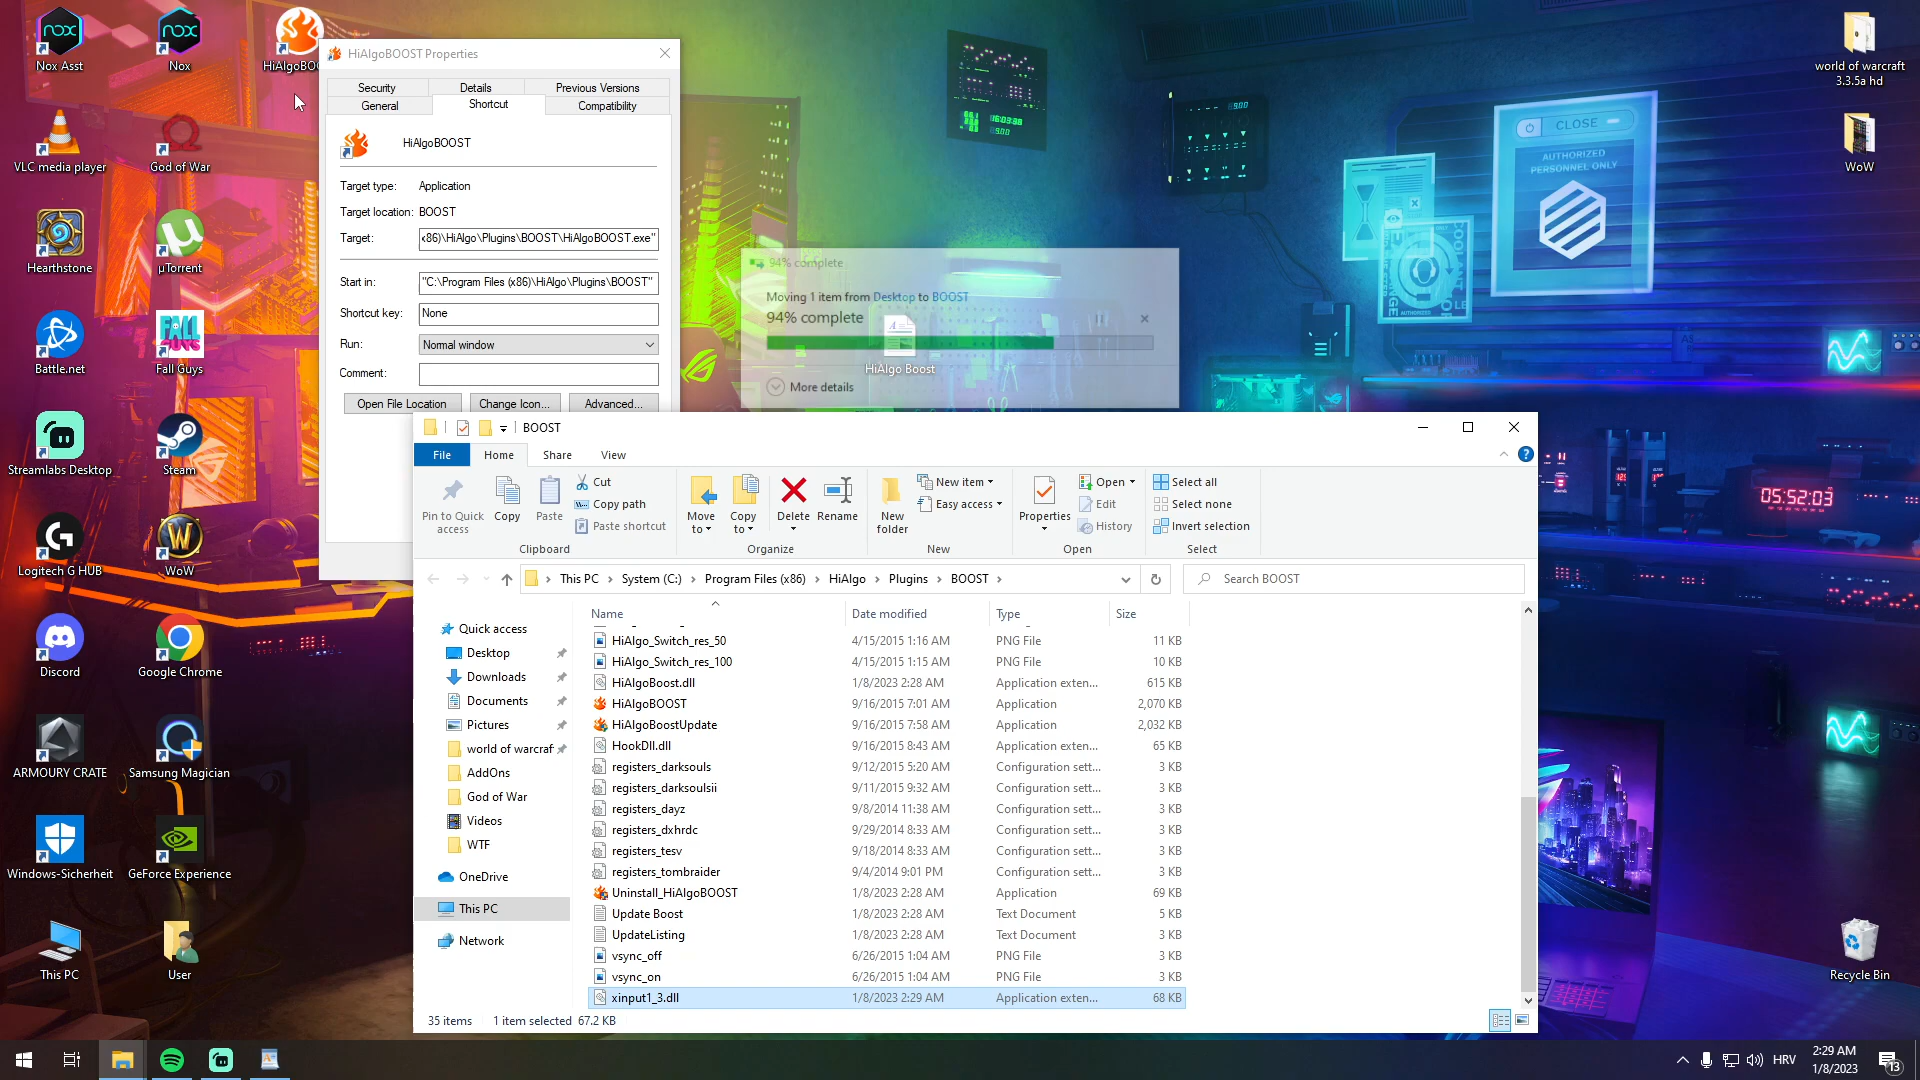 Nox Asst
Nox
HiAlgoBOO
VLC media player
God of War
Hearthstone
µTorrent
Battle.net
Fall Guys
Streamlabs Desktop
Steam
Logitech G HUB
WoW
Discord
Google Chrome
ARMOURY CRATE
Samsung Magician
Windows-Sicherheit
GeForce Experience
This PC
User
HiAlgoBOOST Properties
Security
Details
Previous Versions
General
Shortcut
Compatibility
HiAlgoBOOST
Target type: Application
Target location: BOOST
Target: x86)\HiAlgo\Plugins\BOOST\HiAlgoBOOST.exe"
Start in: "C:\Program Files (x86)\HiAlgo\Plugins\BOOST"
Shortcut key: None
Run: Normal window
Comment:
Open File Location
Change Icon...
Advanced...
94% complete
Moving 1 item from Desktop to BOOST
94% complete
HiAlgo Boost
More details
CLOSE
AUTHORIZED
PERSONNEL ONLY
05:52:03
world of warcraft
3.3.5a hd
WoW
Recycle Bin
BOOST
File
Home
Share
View
Pin to Quick
access
Copy
Paste
Cut
Copy path
Paste shortcut
Clipboard
Move
to
Copy
to
Delete
Rename
Organize
New
folder
New item
Easy access
New
Properties
Open
Edit
History
Open
Select all
Select none
Invert selection
Select
This PC > System (C:) > Program Files (x86) > HiAlgo > Plugins > BOOST >
Search BOOST
Quick access
Desktop
Downloads
Documents
Pictures
world of warcraf
AddOns
God of War
Videos
WTF
OneDrive
This PC
Network
Name Date modified Type Size
HiAlgo_Switch_res_50 4/15/2015 1:16 AM PNG File 11 KB
HiAlgo_Switch_res_100 4/15/2015 1:15 AM PNG File 10 KB
HiAlgoBoost.dll 1/8/2023 2:28 AM Application exten... 615 KB
HiAlgoBOOST 9/16/2015 7:01 AM Application 2,070 KB
HiAlgoBoostUpdate 9/16/2015 7:58 AM Application 2,032 KB
HookDll.dll 9/16/2015 8:43 AM Application exten... 65 KB
registers_darksouls 9/12/2015 5:20 AM Configuration sett... 3 KB
registers_darksoulsii 9/11/2015 9:32 AM Configuration sett... 3 KB
registers_dayz 9/8/2014 11:38 AM Configuration sett... 3 KB
registers_dxhrdc 9/29/2014 8:33 AM Configuration sett... 3 KB
registers_tesv 9/18/2014 8:33 AM Configuration sett... 3 KB
registers_tombraider 9/4/2014 9:01 PM Configuration sett... 3 KB
Uninstall_HiAlgoBOOST 1/8/2023 2:28 AM Application 69 KB
Update Boost 1/8/2023 2:28 AM Text Document 5 KB
UpdateListing 1/8/2023 2:28 AM Text Document 3 KB
vsync_off 6/26/2015 1:04 AM PNG File 3 KB
vsync_on 6/26/2015 1:04 AM PNG File 3 KB
xinput1_3.dll 1/8/2023 2:29 AM Application exten... 68 KB
35 items 1 item selected 67.2 KB
HRV
2:29 AM
1/8/2023
13